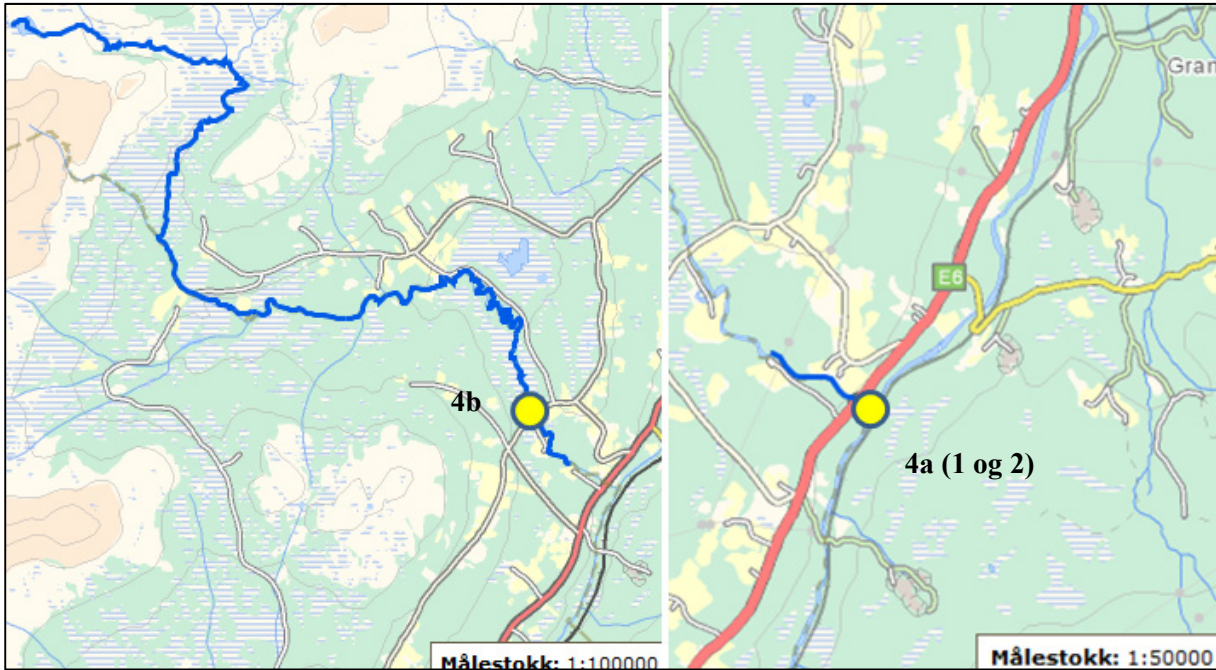 4b
Målestokk: 1:100000
Gran
E6
4a (1 og 2)
Målestokk: 1:50000